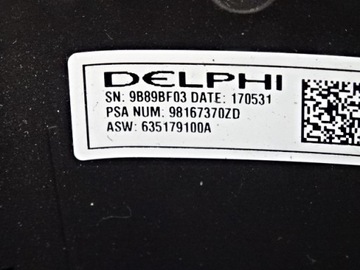 DELPHI
SN: 9B89BF03 DATE: 170531
PSA NUM: 98167370ZD
ASW: 635179100A